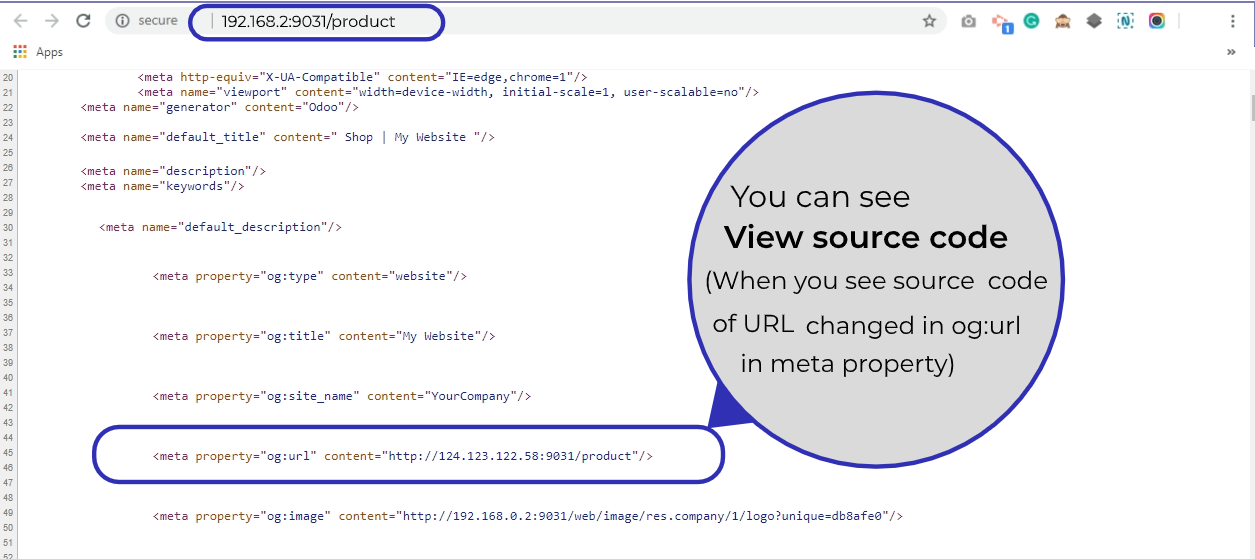 secure | 192.168.2:9031/product
1
Apps
»
20 <meta http-equiv="X-UA-Compatible" content="IE=edge,chrome=1"/>
21 <meta name="viewport" content="width=device-width, initial-scale=1, user-scalable=no"/>
22 <meta name="generator" content="Odoo"/>
23
24 <meta name="default_title" content=" Shop | My Website "/>
25
26 <meta name="description"/>
27 <meta name="keywords"/>
28
29
30 <meta name="default_description"/>
31
32
33 <meta property="og:type" content="website"/>
34
35
36
37 <meta property="og:title" content="My Website"/>
38
39
40
41 <meta property="og:site_name" content="YourCompany"/>
42
43
44
45 <meta property="og:url" content="http://124.123.122.58:9031/product"/>
46
47
48
49 <meta property="og:image" content="http://192.168.0.2:9031/web/image/res.company/1/logo?unique=db8afe0"/>
50
51
52
You can see
View source code
(When you see source code
of URL changed in og:url
in meta property)